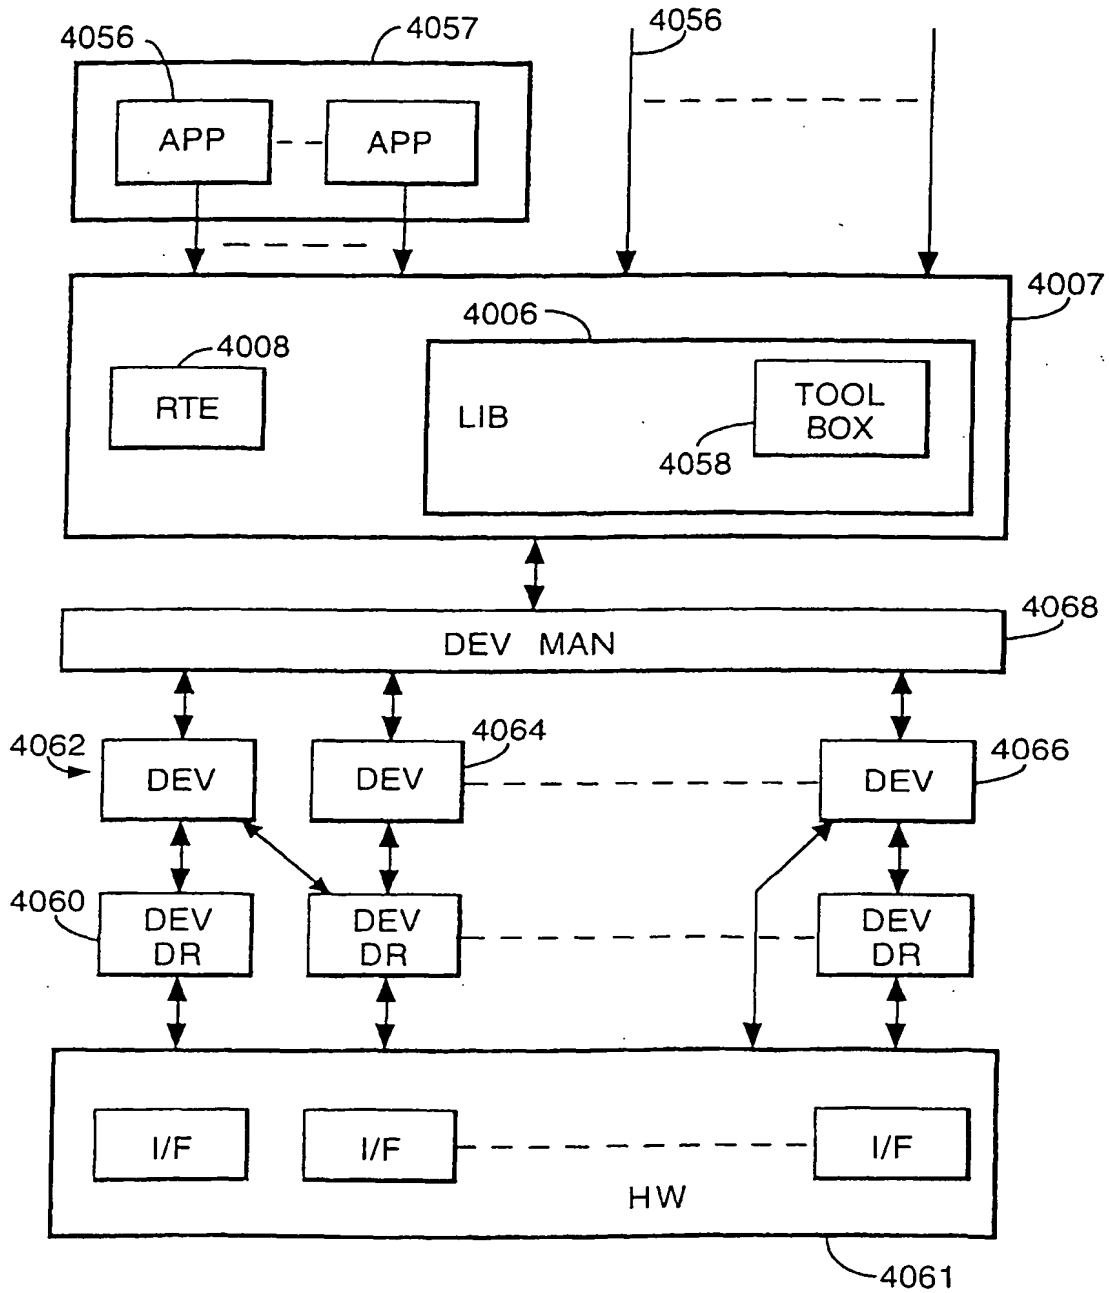 4056
4057
4056
APP
APP
4007
4006
4008
RTE
LIB
TOOL
BOX
4058
4068
DEV MAN
4062
4064
4066
DEV
DEV
DEV
4060
DEV
DR
DEV
DR
DEV
DR
I/F
I/F
I/F
HW
4061